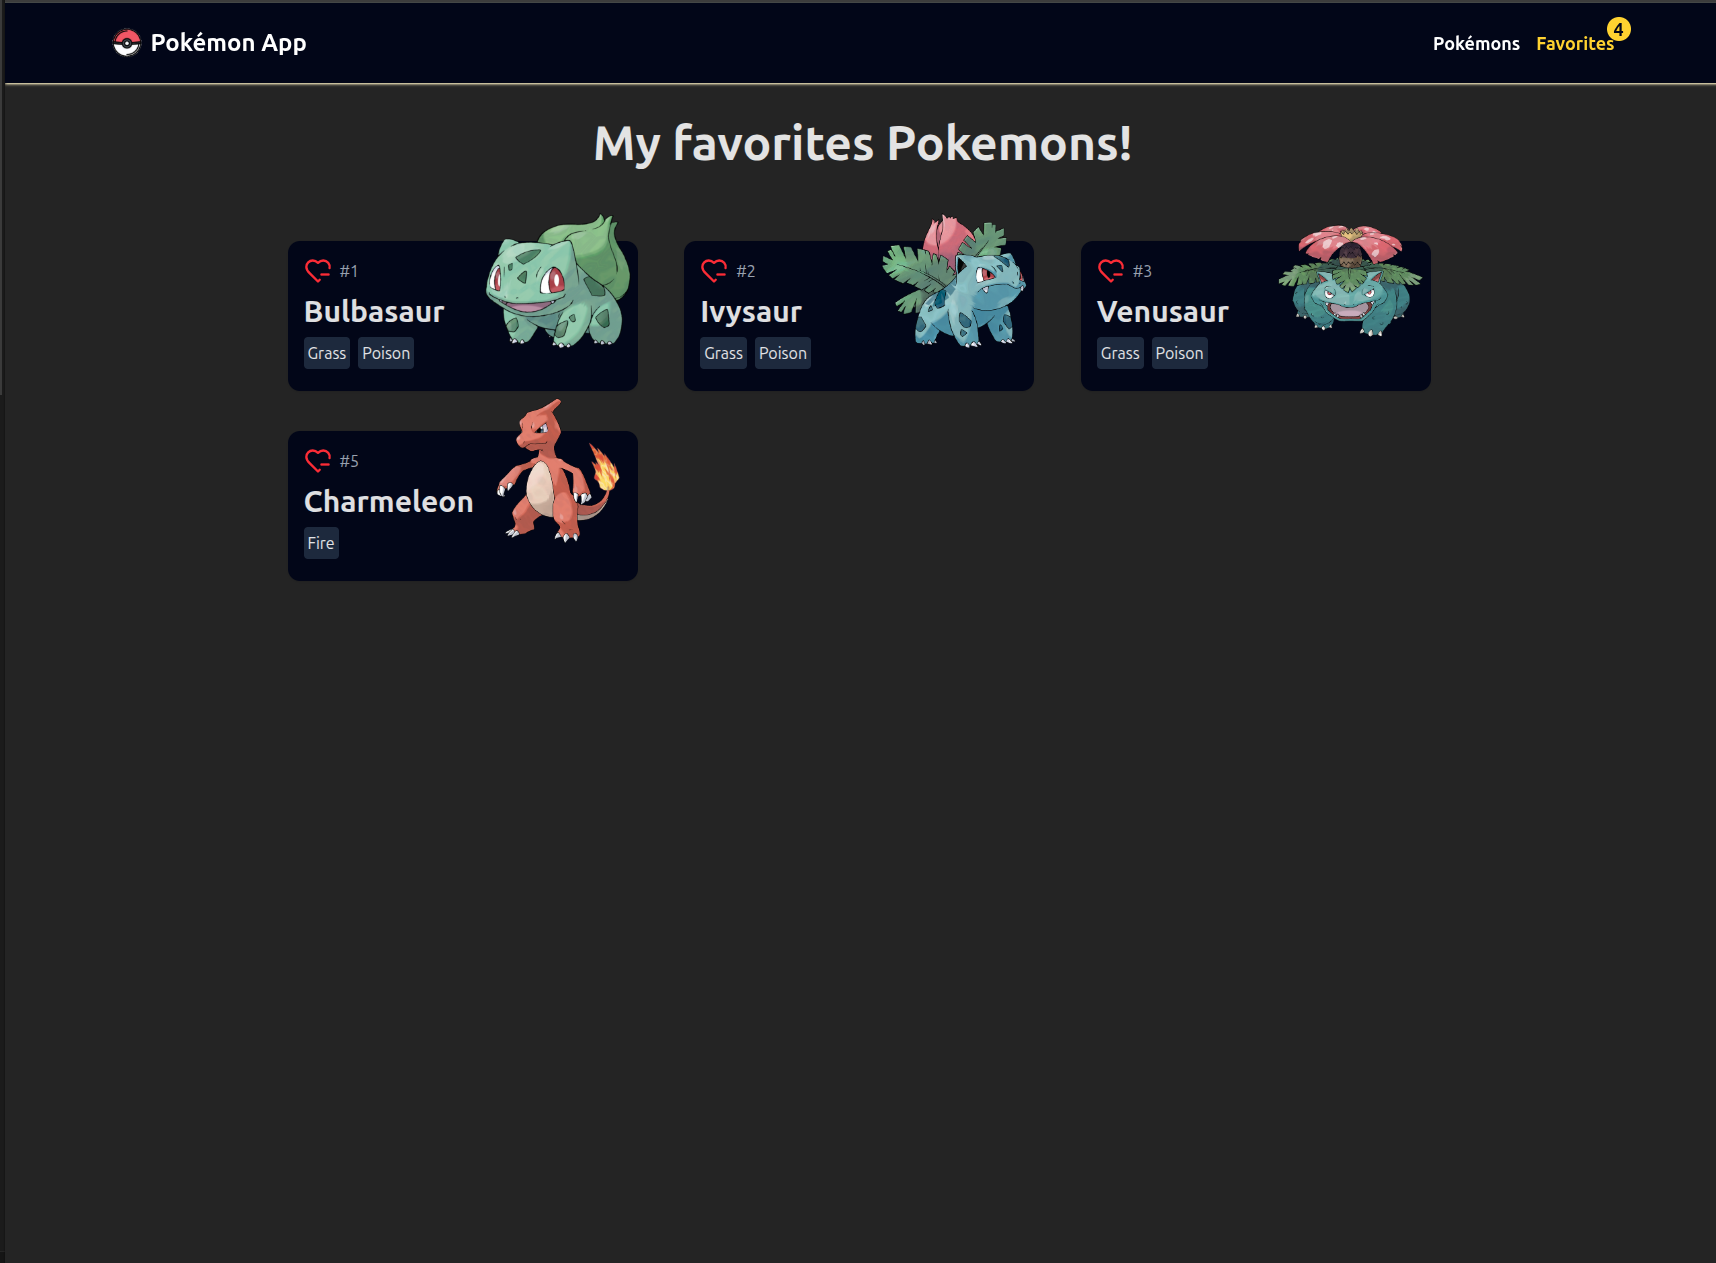 Pokémon App
Pokémons Favorites 4
My favorites Pokemons!
#1
Bulbasaur
Grass Poison
#2
Ivysaur
Grass Poison
#3
Venusaur
Grass Poison
#5
Charmeleon
Fire